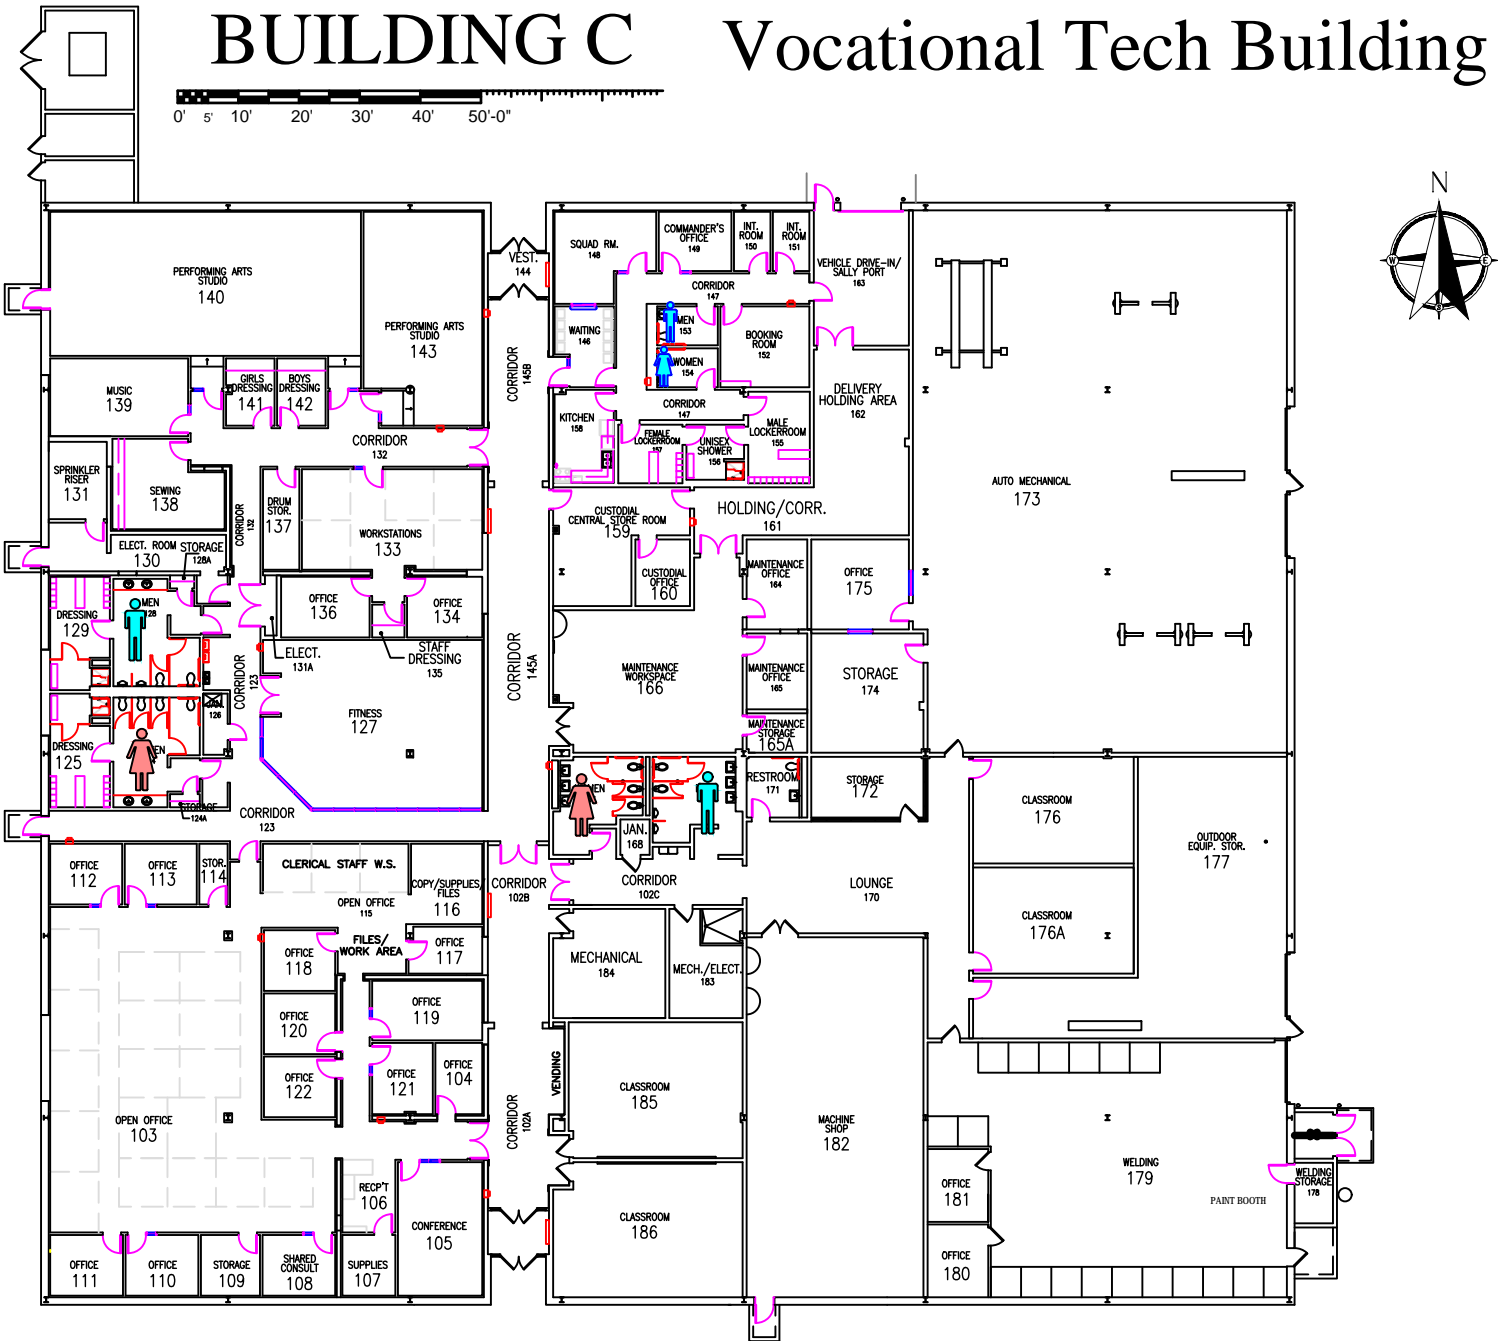 BUILDING C
Vocational Tech Building
0' 5' 10' 20' 30' 40' 50'-0"
N
W
E
S
PERFORMING ARTS
STUDIO
140
PERFORMING ARTS
STUDIO
143
VEST.
144
SQUAD RM.
148
COMMANDER'S
OFFICE
149
INT.
ROOM
150
INT.
ROOM
151
VEHICLE DRIVE-IN/
SALLY PORT
163
CORRIDOR
147
WAITING
146
MEN
153
WOMEN
154
BOOKING
ROOM
152
CORRIDOR
145B
MUSIC
139
GIRLS
DRESSING
141
BOYS
DRESSING
142
CORRIDOR
132
KITCHEN
158
CORRIDOR
147
FEMALE
LOCKERROOM
157
UNISEX
SHOWER
156
MALE
LOCKERROOM
155
DELIVERY
HOLDING AREA
162
AUTO MECHANICAL
173
SPRINKLER
RISER
131
SEWING
138
CORRIDOR
132
DRUM
STOR.
137
WORKSTATIONS
133
CUSTODIAL
CENTRAL STORE ROOM
159
HOLDING/CORR.
161
ELECT. ROOM
130
STORAGE
128A
CUSTODIAL
OFFICE
160
MAINTENANCE
OFFICE
164
OFFICE
175
DRESSING
129
MEN
128
OFFICE
136
OFFICE
134
ELECT.
131A
STAFF
DRESSING
135
CORRIDOR
123
CORRIDOR
145A
MAINTENANCE
WORKSPACE
166
MAINTENANCE
OFFICE
165
STORAGE
174
DRESSING
125
JAN.
126
FITNESS
127
MAINTENANCE
STORAGE
165A
STORAGE
124A
CORRIDOR
123
JAN.
168
RESTROOM
171
STORAGE
172
CLASSROOM
176
OUTDOOR
EQUIP. STOR.
177
OFFICE
112
OFFICE
113
STOR.
114
CLERICAL STAFF W.S.
OPEN OFFICE
115
COPY/SUPPLIES/
FILES
116
CORRIDOR
102B
CORRIDOR
102C
LOUNGE
170
CLASSROOM
176A
OFFICE
118
FILES/
WORK AREA
OFFICE
117
MECHANICAL
184
MECH./ELECT.
183
OFFICE
120
OFFICE
119
OFFICE
122
OFFICE
121
OFFICE
104
VENDING
CLASSROOM
185
OPEN OFFICE
103
CORRIDOR
102A
MACHINE
SHOP
182
WELDING
179
OFFICE
181
PAINT BOOTH
WELDING
STORAGE
178
RECP'T
106
CONFERENCE
105
CLASSROOM
186
OFFICE
180
OFFICE
111
OFFICE
110
STORAGE
109
SHARED
CONSULT
108
SUPPLIES
107